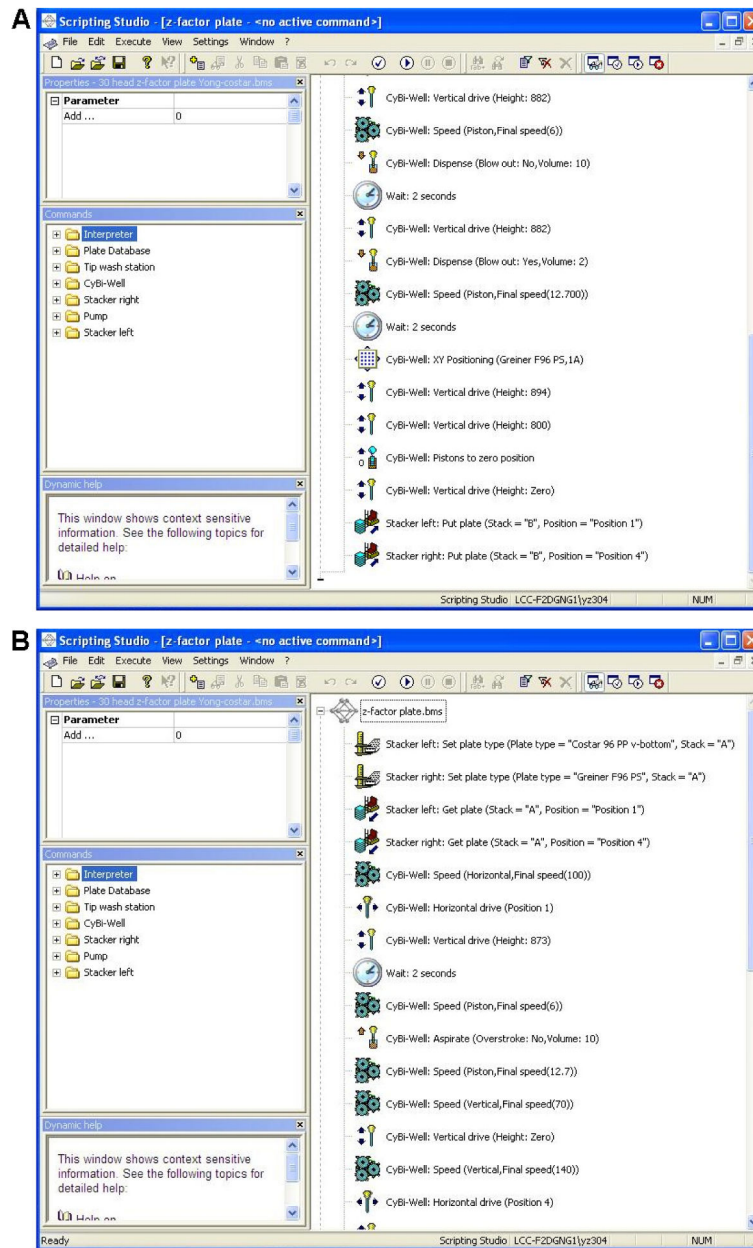 A
Scripting Studio - [z-factor plate - <no active command>]
File Edit Execute View Settings Window ?
Properties - 30 head z-factor plate Yong-costar.bms
Parameter
Add ... 0
Commands
Interpreter
Plate Database
Tip wash station
CyBi-Well
Stacker right
Pump
Stacker left
Dynamic help
This window shows context sensitive
information. See the following topics for
detailed help:
Help on
CyBi-Well: Vertical drive (Height: 882)
CyBi-Well: Speed (Piston,Final speed(6))
CyBi-Well: Dispense (Blow out: No,Volume: 10)
Wait: 2 seconds
CyBi-Well: Vertical drive (Height: 882)
CyBi-Well: Dispense (Blow out: Yes,Volume: 2)
CyBi-Well: Speed (Piston,Final speed(12.700))
Wait: 2 seconds
CyBi-Well: XY Positioning (Greiner F96 PS,1A)
CyBi-Well: Vertical drive (Height: 894)
CyBi-Well: Vertical drive (Height: 800)
CyBi-Well: Pistons to zero position
CyBi-Well: Vertical drive (Height: Zero)
Stacker left: Put plate (Stack = "B", Position = "Position 1")
Stacker right: Put plate (Stack = "B", Position = "Position 4")
Scripting Studio LCC-F2DGNG1\yz304 NUM
B
Scripting Studio - [z-factor plate - <no active command>]
File Edit Execute View Settings Window ?
Properties - 30 head z-factor plate Yong-costar.bms
Parameter
Add ... 0
Commands
Interpreter
Plate Database
Tip wash station
CyBi-Well
Stacker right
Pump
Stacker left
Dynamic help
This window shows context sensitive
information. See the following topics for
detailed help:
Help on
z-factor plate.bms
Stacker left: Set plate type (Plate type = "Costar 96 PP v-bottom", Stack = "A")
Stacker right: Set plate type (Plate type = "Greiner F96 PS", Stack = "A")
Stacker left: Get plate (Stack = "A", Position = "Position 1")
Stacker right: Get plate (Stack = "A", Position = "Position 4")
CyBi-Well: Speed (Horizontal,Final speed(100))
CyBi-Well: Horizontal drive (Position 1)
CyBi-Well: Vertical drive (Height: 873)
Wait: 2 seconds
CyBi-Well: Speed (Piston,Final speed(6))
CyBi-Well: Aspirate (Overstroke: No,Volume: 10)
CyBi-Well: Speed (Piston,Final speed(12.7))
CyBi-Well: Speed (Vertical,Final speed(70))
CyBi-Well: Vertical drive (Height: Zero)
CyBi-Well: Speed (Vertical,Final speed(140))
CyBi-Well: Horizontal drive (Position 4)
Ready Scripting Studio LCC-F2DGNG1\yz304 NUM